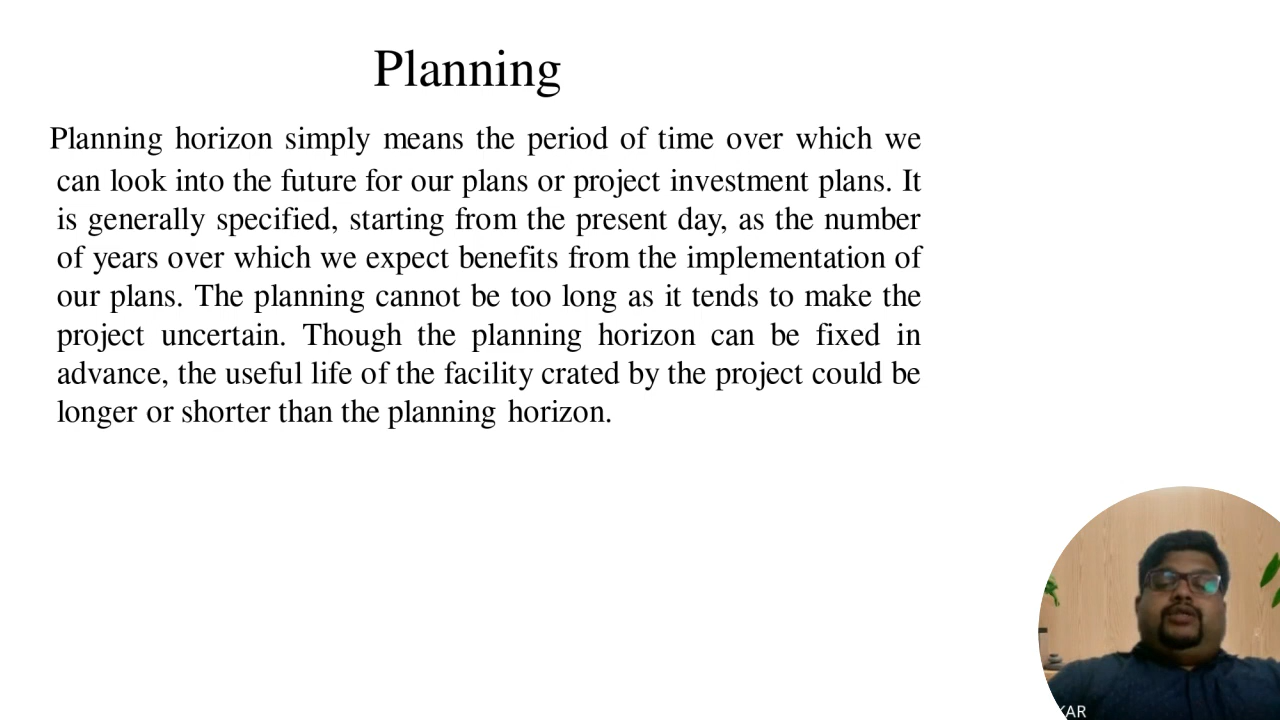 Planning
Planning horizon simply means the period of time over which we
can look into the future for our plans or project investment plans. It
is generally specified, starting from the present day, as the number
of years over which we expect benefits from the implementation of
our plans. The planning cannot be too long as it tends to make the
project uncertain. Though the planning horizon can be fixed in
advance, the useful life of the facility crated by the project could be
longer or shorter than the planning horizon.
KAR